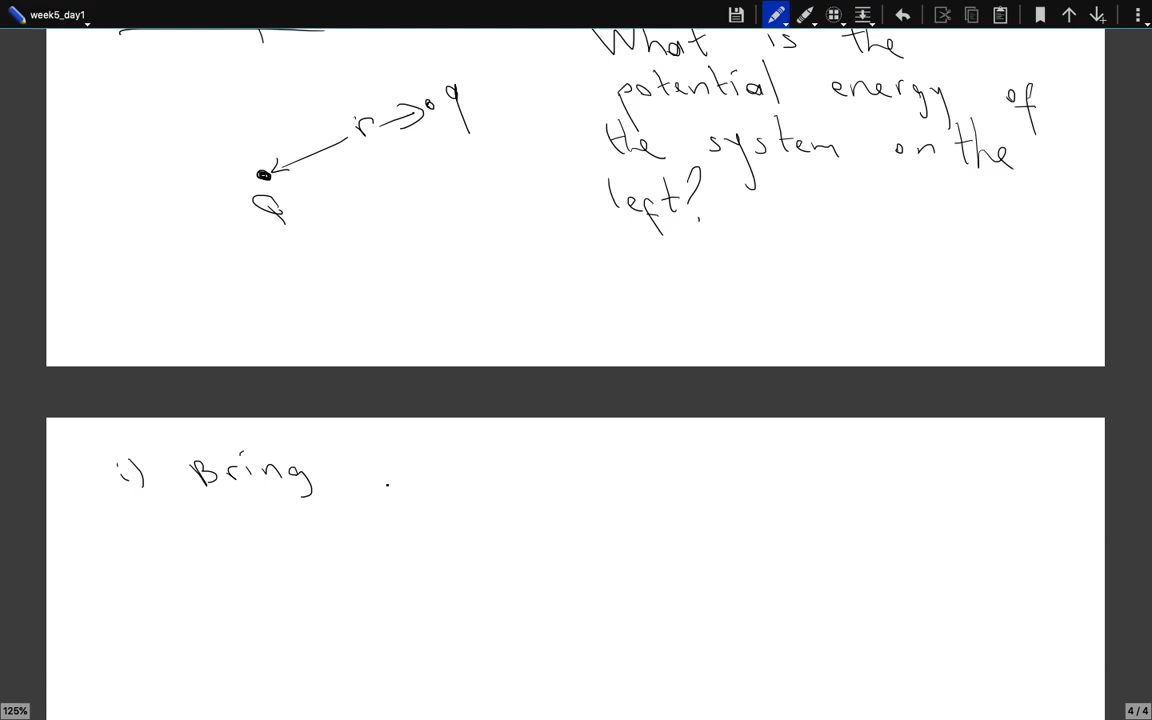 week5_day1
What is the
potential energy of
the system on the
left?
r
q
Q
i) Bring
125%
4 / 4